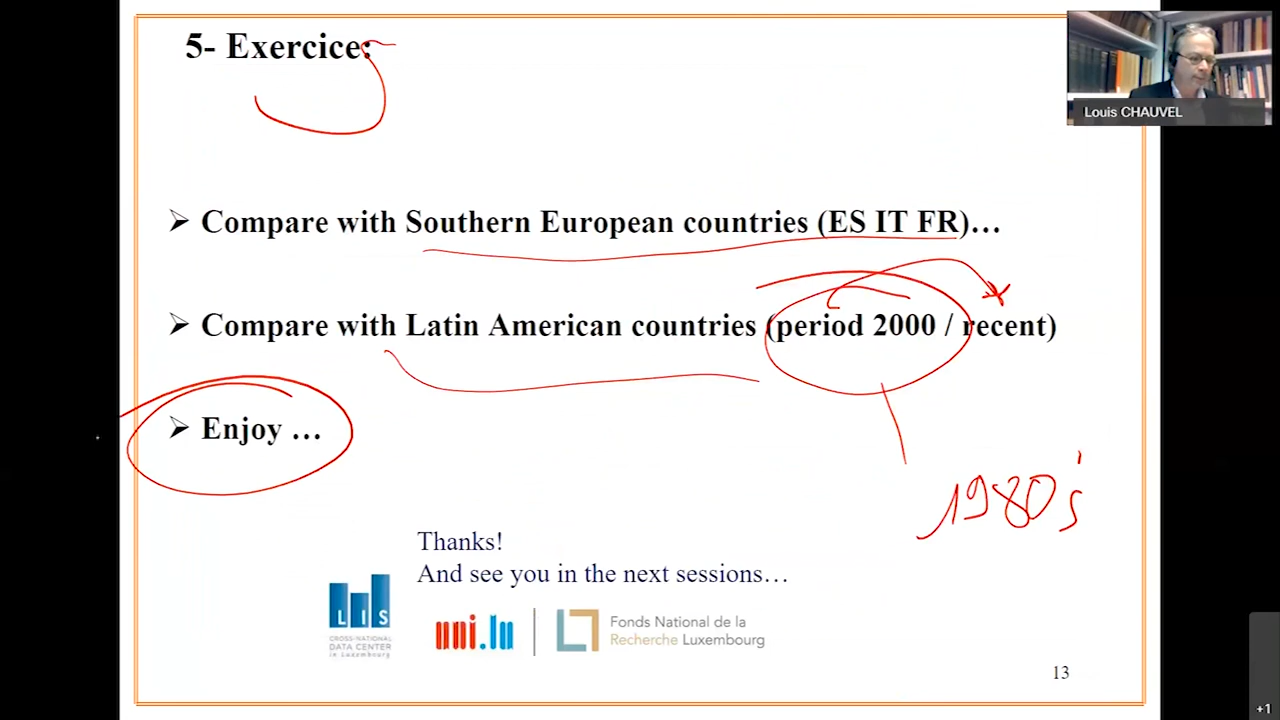 5- Exercice:
Louis CHAUVEL
➢ Compare with Southern European countries (ES IT FR)…
➢ Compare with Latin American countries (period 2000 / recent)
➢ Enjoy …
1980's
Thanks!
And see you in the next sessions…
LIS
CROSS-NATIONAL
DATA CENTER
in Luxembourg
uni.lu
Fonds National de la
Recherche Luxembourg
13
+1